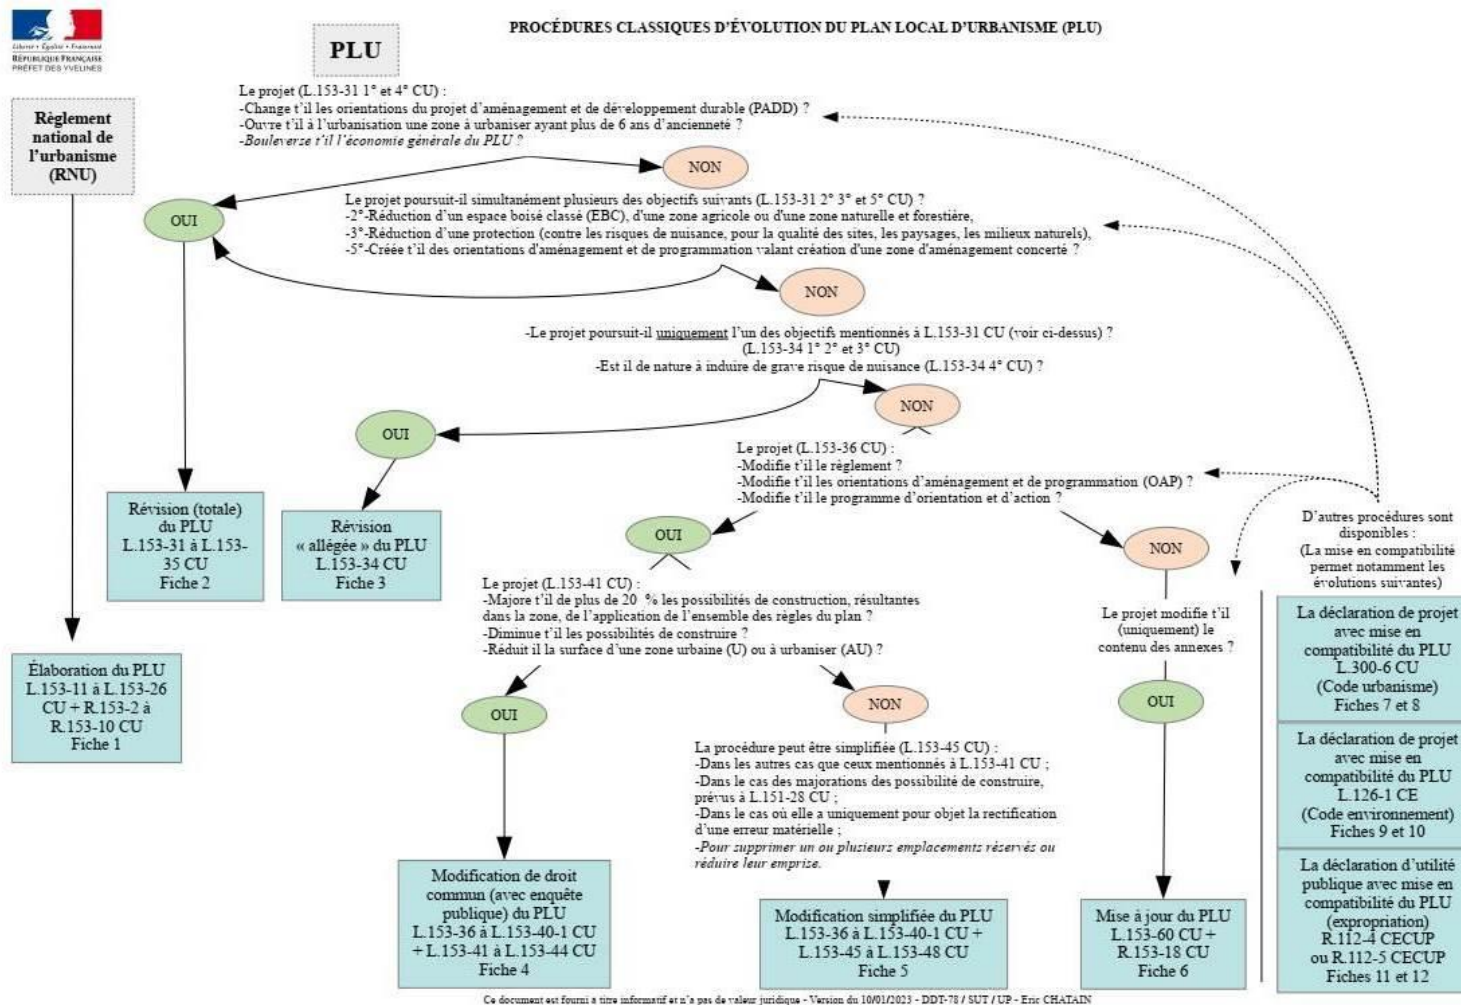 PROCÉDURES CLASSIQUES D'ÉVOLUTION DU PLAN LOCAL D'URBANISME (PLU)
Liberté • Égalité • Fraternité
RÉPUBLIQUE FRANÇAISE
PRÉFET DES YVELINES
PLU
Règlement
national de
l'urbanisme
(RNU)
Le projet (L.153-31 1° et 4° CU) :
-Change t'il les orientations du projet d'aménagement et de développement durable (PADD) ?
-Ouvre t'il à l'urbanisation une zone à urbaniser ayant plus de 6 ans d'ancienneté ?
-Bouleverse t'il l'économie générale du PLU ?
NON
OUI
Le projet poursuit-il simultanément plusieurs des objectifs suivants (L.153-31 2° 3° et 5° CU) ?
-2°-Réduction d'un espace boisé classé (EBC), d'une zone agricole ou d'une zone naturelle et forestière,
-3°-Réduction d'une protection (contre les risques de nuisance, pour la qualité des sites, les paysages, les milieux naturels),
-5°-Créée t'il des orientations d'aménagement et de programmation valant création d'une zone d'aménagement concerté ?
NON
-Le projet poursuit-il uniquement l'un des objectifs mentionnés à L.153-31 CU (voir ci-dessus) ?
(L.153-34 1° 2° et 3° CU)
-Est il de nature à induire de grave risque de nuisance (L.153-34 4° CU) ?
NON
OUI
Le projet (L.153-36 CU) :
-Modifie t'il le règlement ?
-Modifie t'il les orientations d'aménagement et de programmation (OAP) ?
-Modifie t'il le programme d'orientation et d'action ?
Révision (totale)
du PLU
L.153-31 à L.153-
35 CU
Fiche 2
Révision
« allégée » du PLU
L.153-34 CU
Fiche 3
OUI
NON
D'autres procédures sont
disponibles :
(La mise en compatibilité
permet notamment les
évolutions suivantes)
Le projet (L.153-41 CU) :
-Majore t'il de plus de 20 % les possibilités de construction, résultantes
dans la zone, de l'application de l'ensemble des règles du plan ?
-Diminue t'il les possibilités de construire ?
-Réduit il la surface d'une zone urbaine (U) ou à urbaniser (AU) ?
Le projet modifie t'il
(uniquement) le
contenu des annexes ?
La déclaration de projet
avec mise en
compatibilité du PLU
L.300-6 CU
(Code urbanisme)
Fiches 7 et 8
Élaboration du PLU
L.153-11 à L.153-26
CU + R.153-2 à
R.153-10 CU
Fiche 1
OUI
NON
OUI
La procédure peut être simplifiée (L.153-45 CU) :
-Dans les autres cas que ceux mentionnés à L.153-41 CU ;
-Dans le cas des majorations des possibilité de construire,
prévus à L.151-28 CU ;
-Dans le cas où elle a uniquement pour objet la rectification
d'une erreur matérielle ;
-Pour supprimer un ou plusieurs emplacements réservés ou
réduire leur emprise.
La déclaration de projet
avec mise en
compatibilité du PLU
L.126-1 CE
(Code environnement)
Fiches 9 et 10
Modification de droit
commun (avec enquête
publique) du PLU
L.153-36 à L.153-40-1 CU
+ L.153-41 à L.153-44 CU
Fiche 4
Modification simplifiée du PLU
L.153-36 à L.153-40-1 CU +
L.153-45 à L.153-48 CU
Fiche 5
Mise à jour du PLU
L.153-60 CU +
R.153-18 CU
Fiche 6
La déclaration d'utilité
publique avec mise en
compatibilité du PLU
(expropriation)
R.112-4 CECUP
ou R.112-5 CECUP
Fiches 11 et 12
Ce document est fourni à titre informatif et n'a pas de valeur juridique - Version du 10/01/2023 - DDT-78 / SUT / UP - Eric CHATAIN